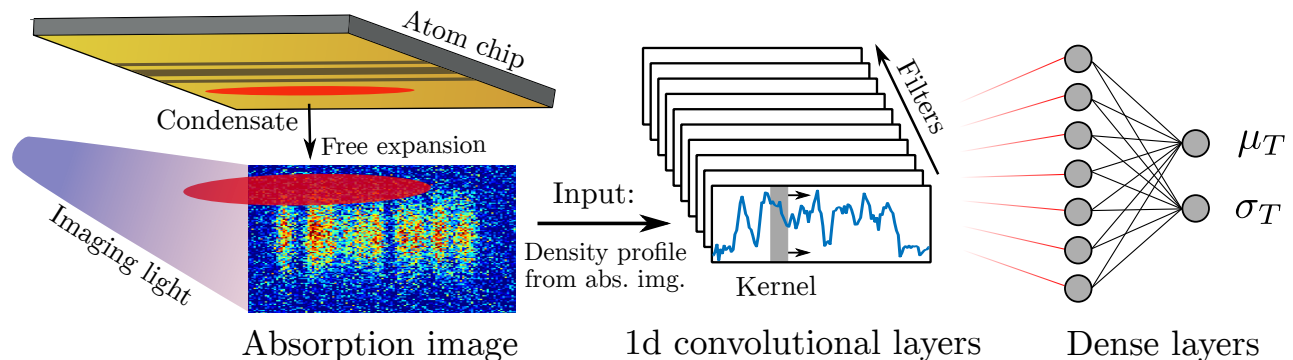 Atom chip
Condensate
Free expansion
Imaging light
Absorption image
Input:
Density profile
from abs. img.
Filters
Kernel
1d convolutional layers
μ_T
σ_T
Dense layers